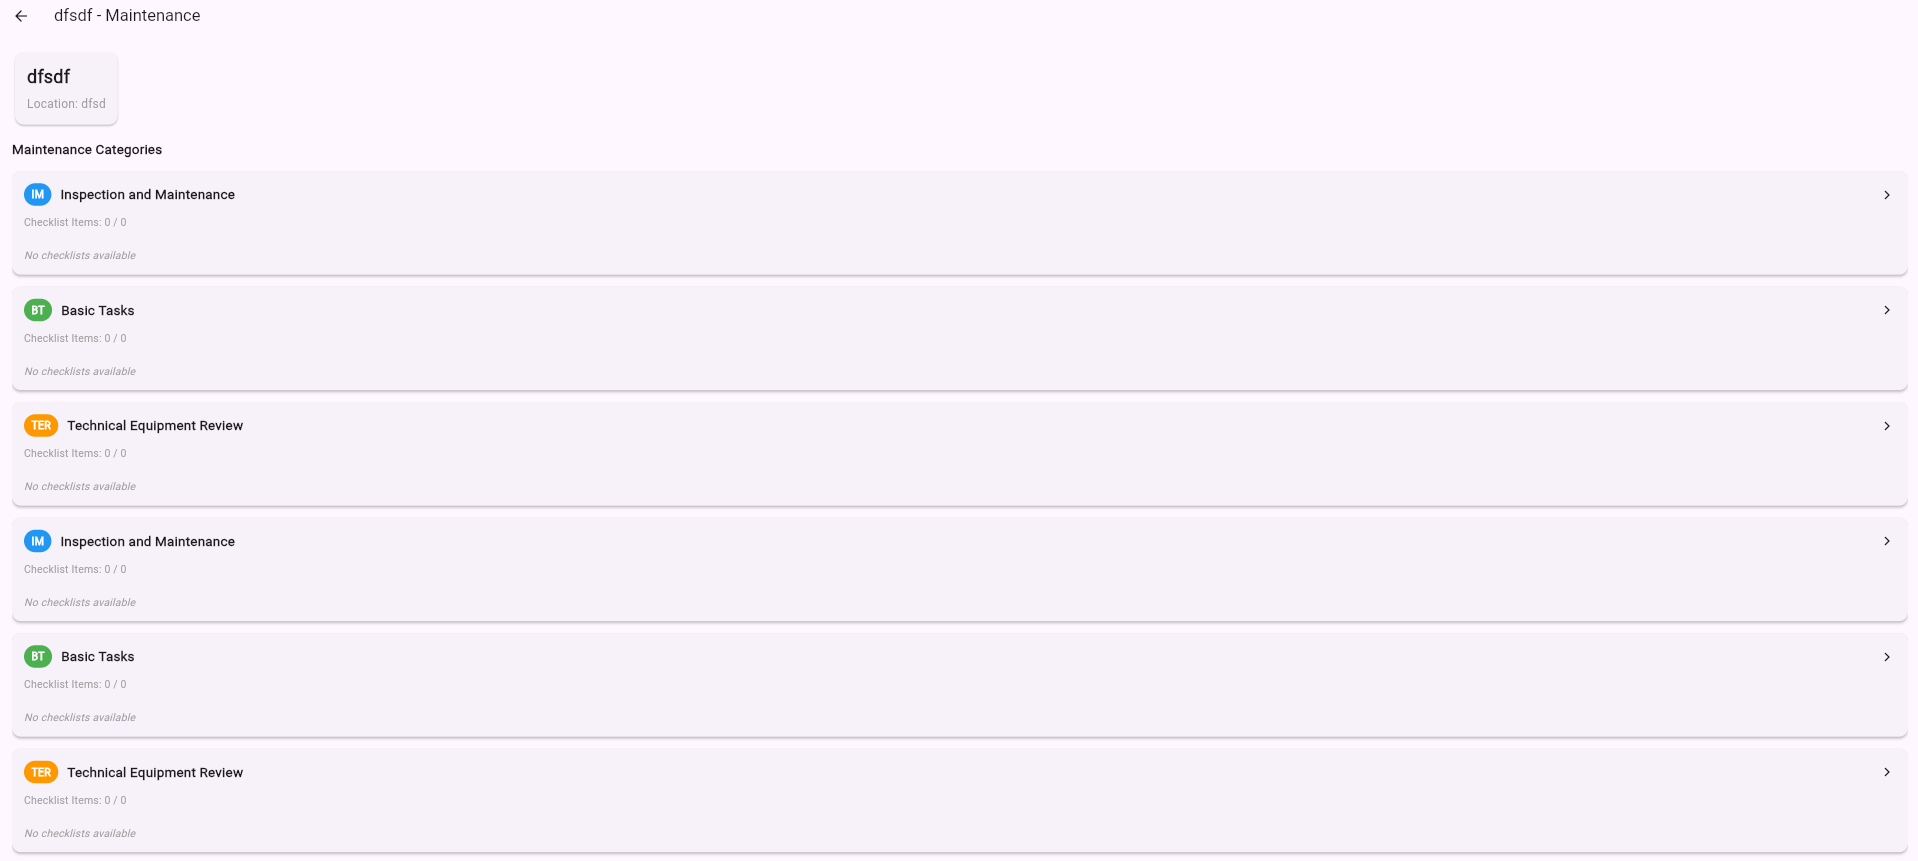 dfsdf - Maintenance
dfsdf
Location: dfsd
Maintenance Categories
IM Inspection and Maintenance
Checklist Items: 0 / 0
No checklists available
BT Basic Tasks
Checklist Items: 0 / 0
No checklists available
TER Technical Equipment Review
Checklist Items: 0 / 0
No checklists available
IM Inspection and Maintenance
Checklist Items: 0 / 0
No checklists available
BT Basic Tasks
Checklist Items: 0 / 0
No checklists available
TER Technical Equipment Review
Checklist Items: 0 / 0
No checklists available